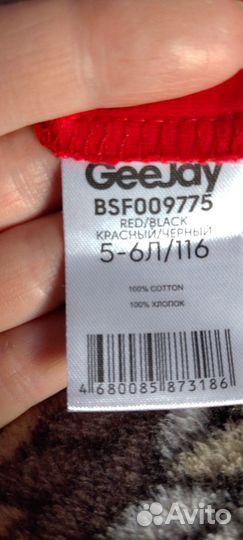 GeeJay
BSF009775
RED/BLACK
КРАСНЫЙ/ЧЕРНЫЙ
5-6Л/116
100% COTTON
100% ХЛОПОК
4 680085 873186
Avito